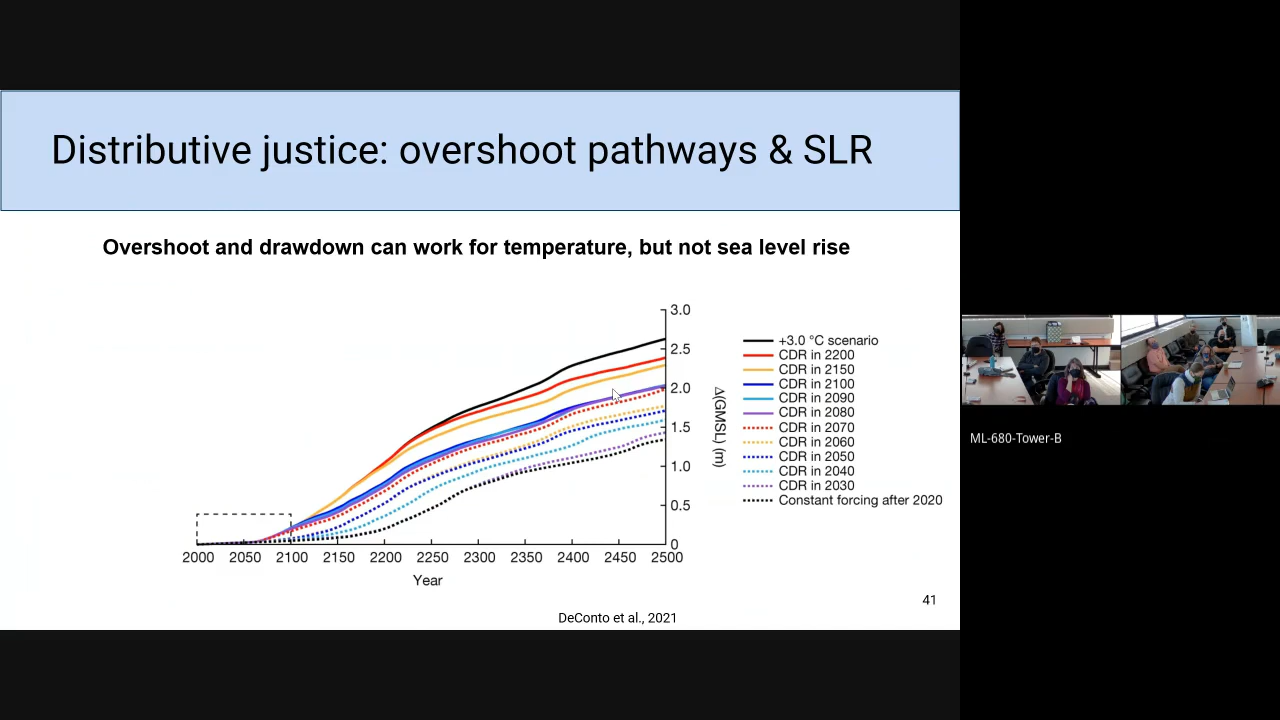 Distributive justice: overshoot pathways & SLR
Overshoot and drawdown can work for temperature, but not sea level rise
3.0
2.5
2.0
1.5
1.0
0.5
0
Δ(GMSL) (m)
+3.0 °C scenario
CDR in 2200
CDR in 2150
CDR in 2100
CDR in 2090
CDR in 2080
CDR in 2070
CDR in 2060
CDR in 2050
CDR in 2040
CDR in 2030
Constant forcing after 2020
2000 2050 2100 2150 2200 2250 2300 2350 2400 2450 2500
Year
41
DeConto et al., 2021
ML-680-Tower-B